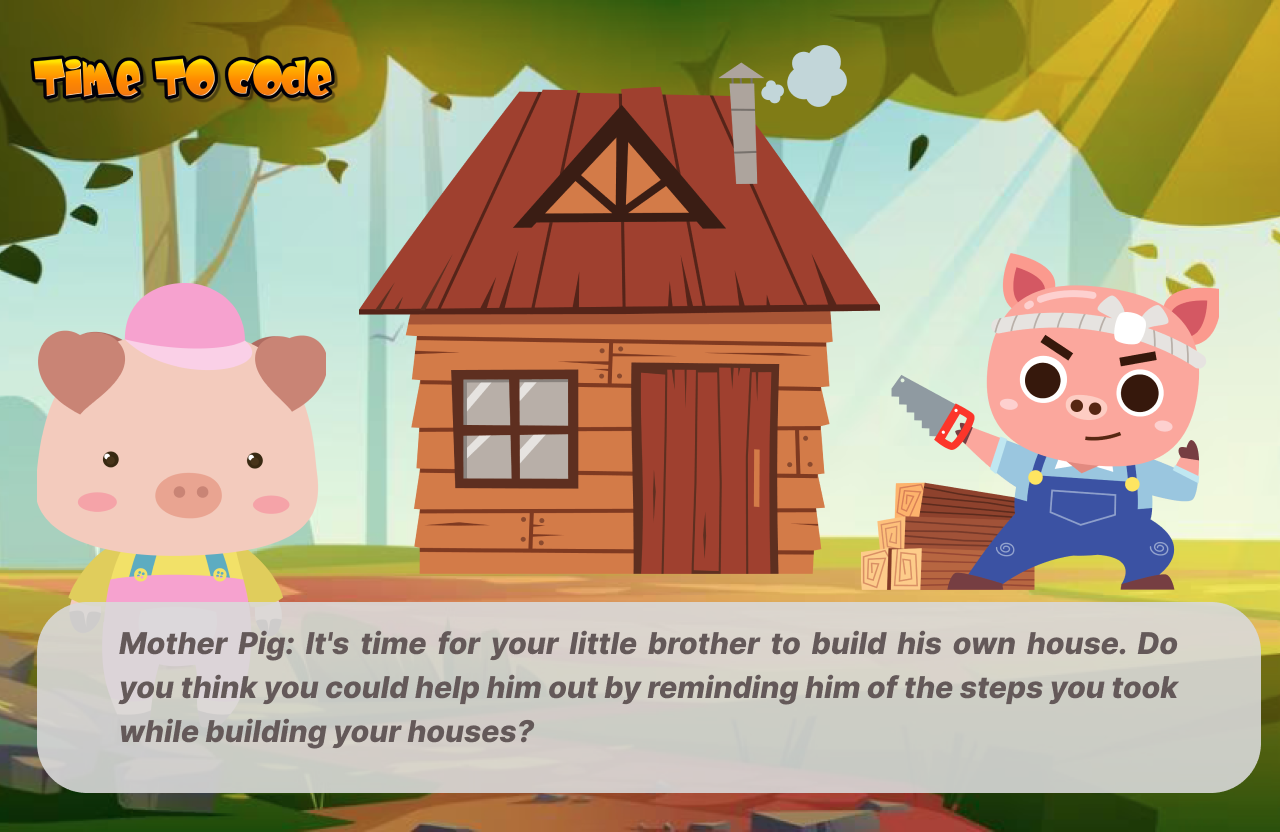 Time To Code
Mother Pig: It's time for your little brother to build his own house. Do
you think you could help him out by reminding him of the steps you took
while building your houses?